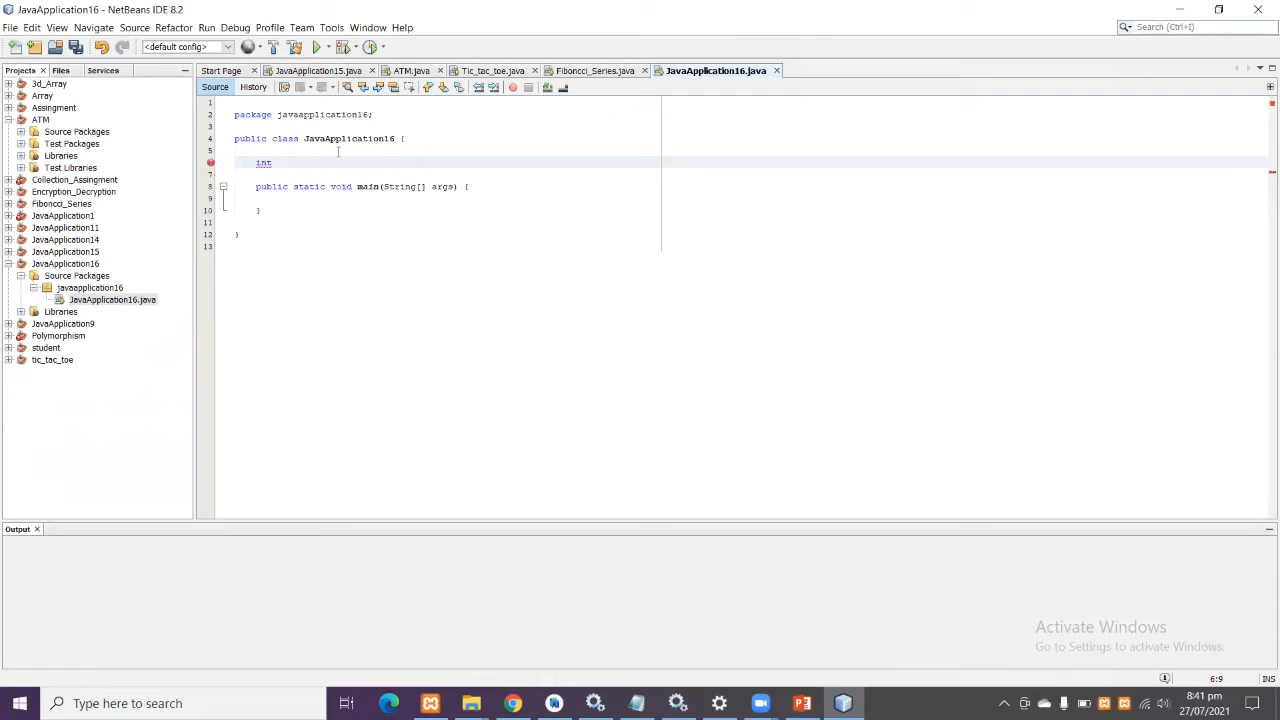 JavaApplication16 - NetBeans IDE 8.2
File Edit View Navigate Source Refactor Run Debug Profile Team Tools Window Help
Search (Ctrl+I)
<default config>
Projects Files Services
Start Page JavaApplication15.java ATM.java Tic_tac_toe.java Fiboncci_Series.java JavaApplication16.java
Source History
3d_Array
Array
Assingment
ATM
Source Packages
Test Packages
Libraries
Test Libraries
Collection_Assingment
Encryption_Decryption
Fiboncci_Series
JavaApplication1
JavaApplication11
JavaApplication14
JavaApplication15
JavaApplication16
Source Packages
javaapplication16
JavaApplication16.java
Libraries
JavaApplication9
Polymorphism
student
tic_tac_toe
1
2 package javaapplication16;
3
4 public class JavaApplication16 {
5
int
7
8 public static void main(String[] args) {
9
10 }
11
12 }
13
Output
Activate Windows
Go to Settings to activate Windows.
6:9 INS
Type here to search
8:41 pm
27/07/2021